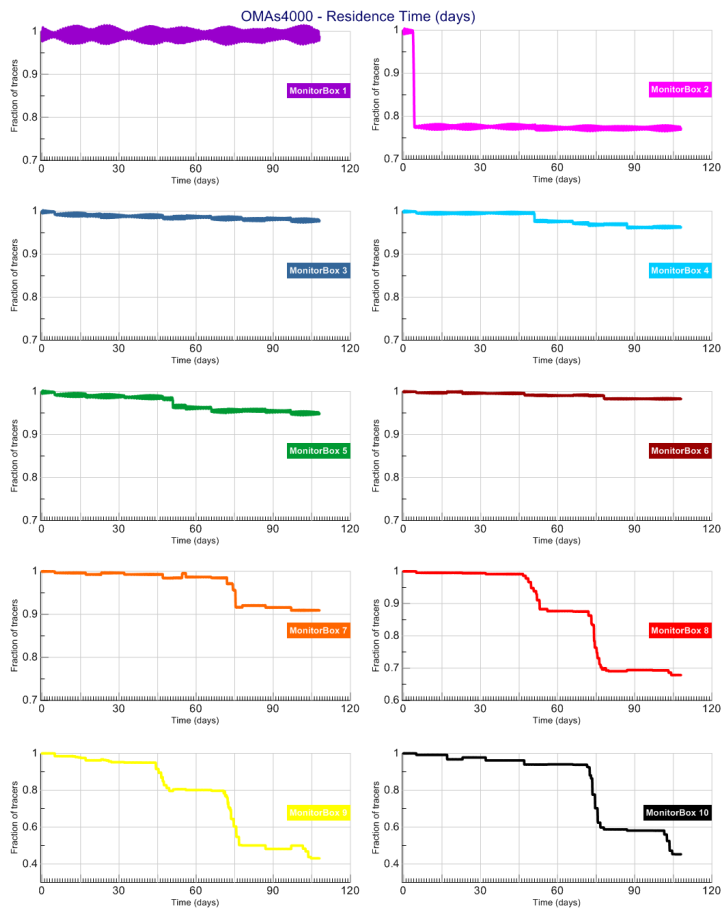 OMAs4000 - Residence Time (days)
Fraction of tracers
1
0.9
0.8
0.7
MonitorBox 1
0 30 60 90 120
Time (days)
Fraction of tracers
1
0.9
0.8
0.7
MonitorBox 2
0 30 60 90 120
Time (days)
Fraction of tracers
1
0.9
0.8
0.7
MonitorBox 3
0 30 60 90 120
Time (days)
Fraction of tracers
1
0.9
0.8
0.7
MonitorBox 4
0 30 60 90 120
Time (days)
Fraction of tracers
1
0.9
0.8
0.7
MonitorBox 5
0 30 60 90 120
Time (days)
Fraction of tracers
1
0.9
0.8
0.7
MonitorBox 6
0 30 60 90 120
Time (days)
Fraction of tracers
1
0.9
0.8
0.7
MonitorBox 7
0 30 60 90 120
Time (days)
Fraction of tracers
1
0.9
0.8
0.7
0.6
MonitorBox 8
0 30 60 90 120
Time (days)
Fraction of tracers
1
0.8
0.6
0.4
MonitorBox 9
0 30 60 90 120
Time (days)
Fraction of tracers
1
0.8
0.6
0.4
MonitorBox 10
0 30 60 90 120
Time (days)